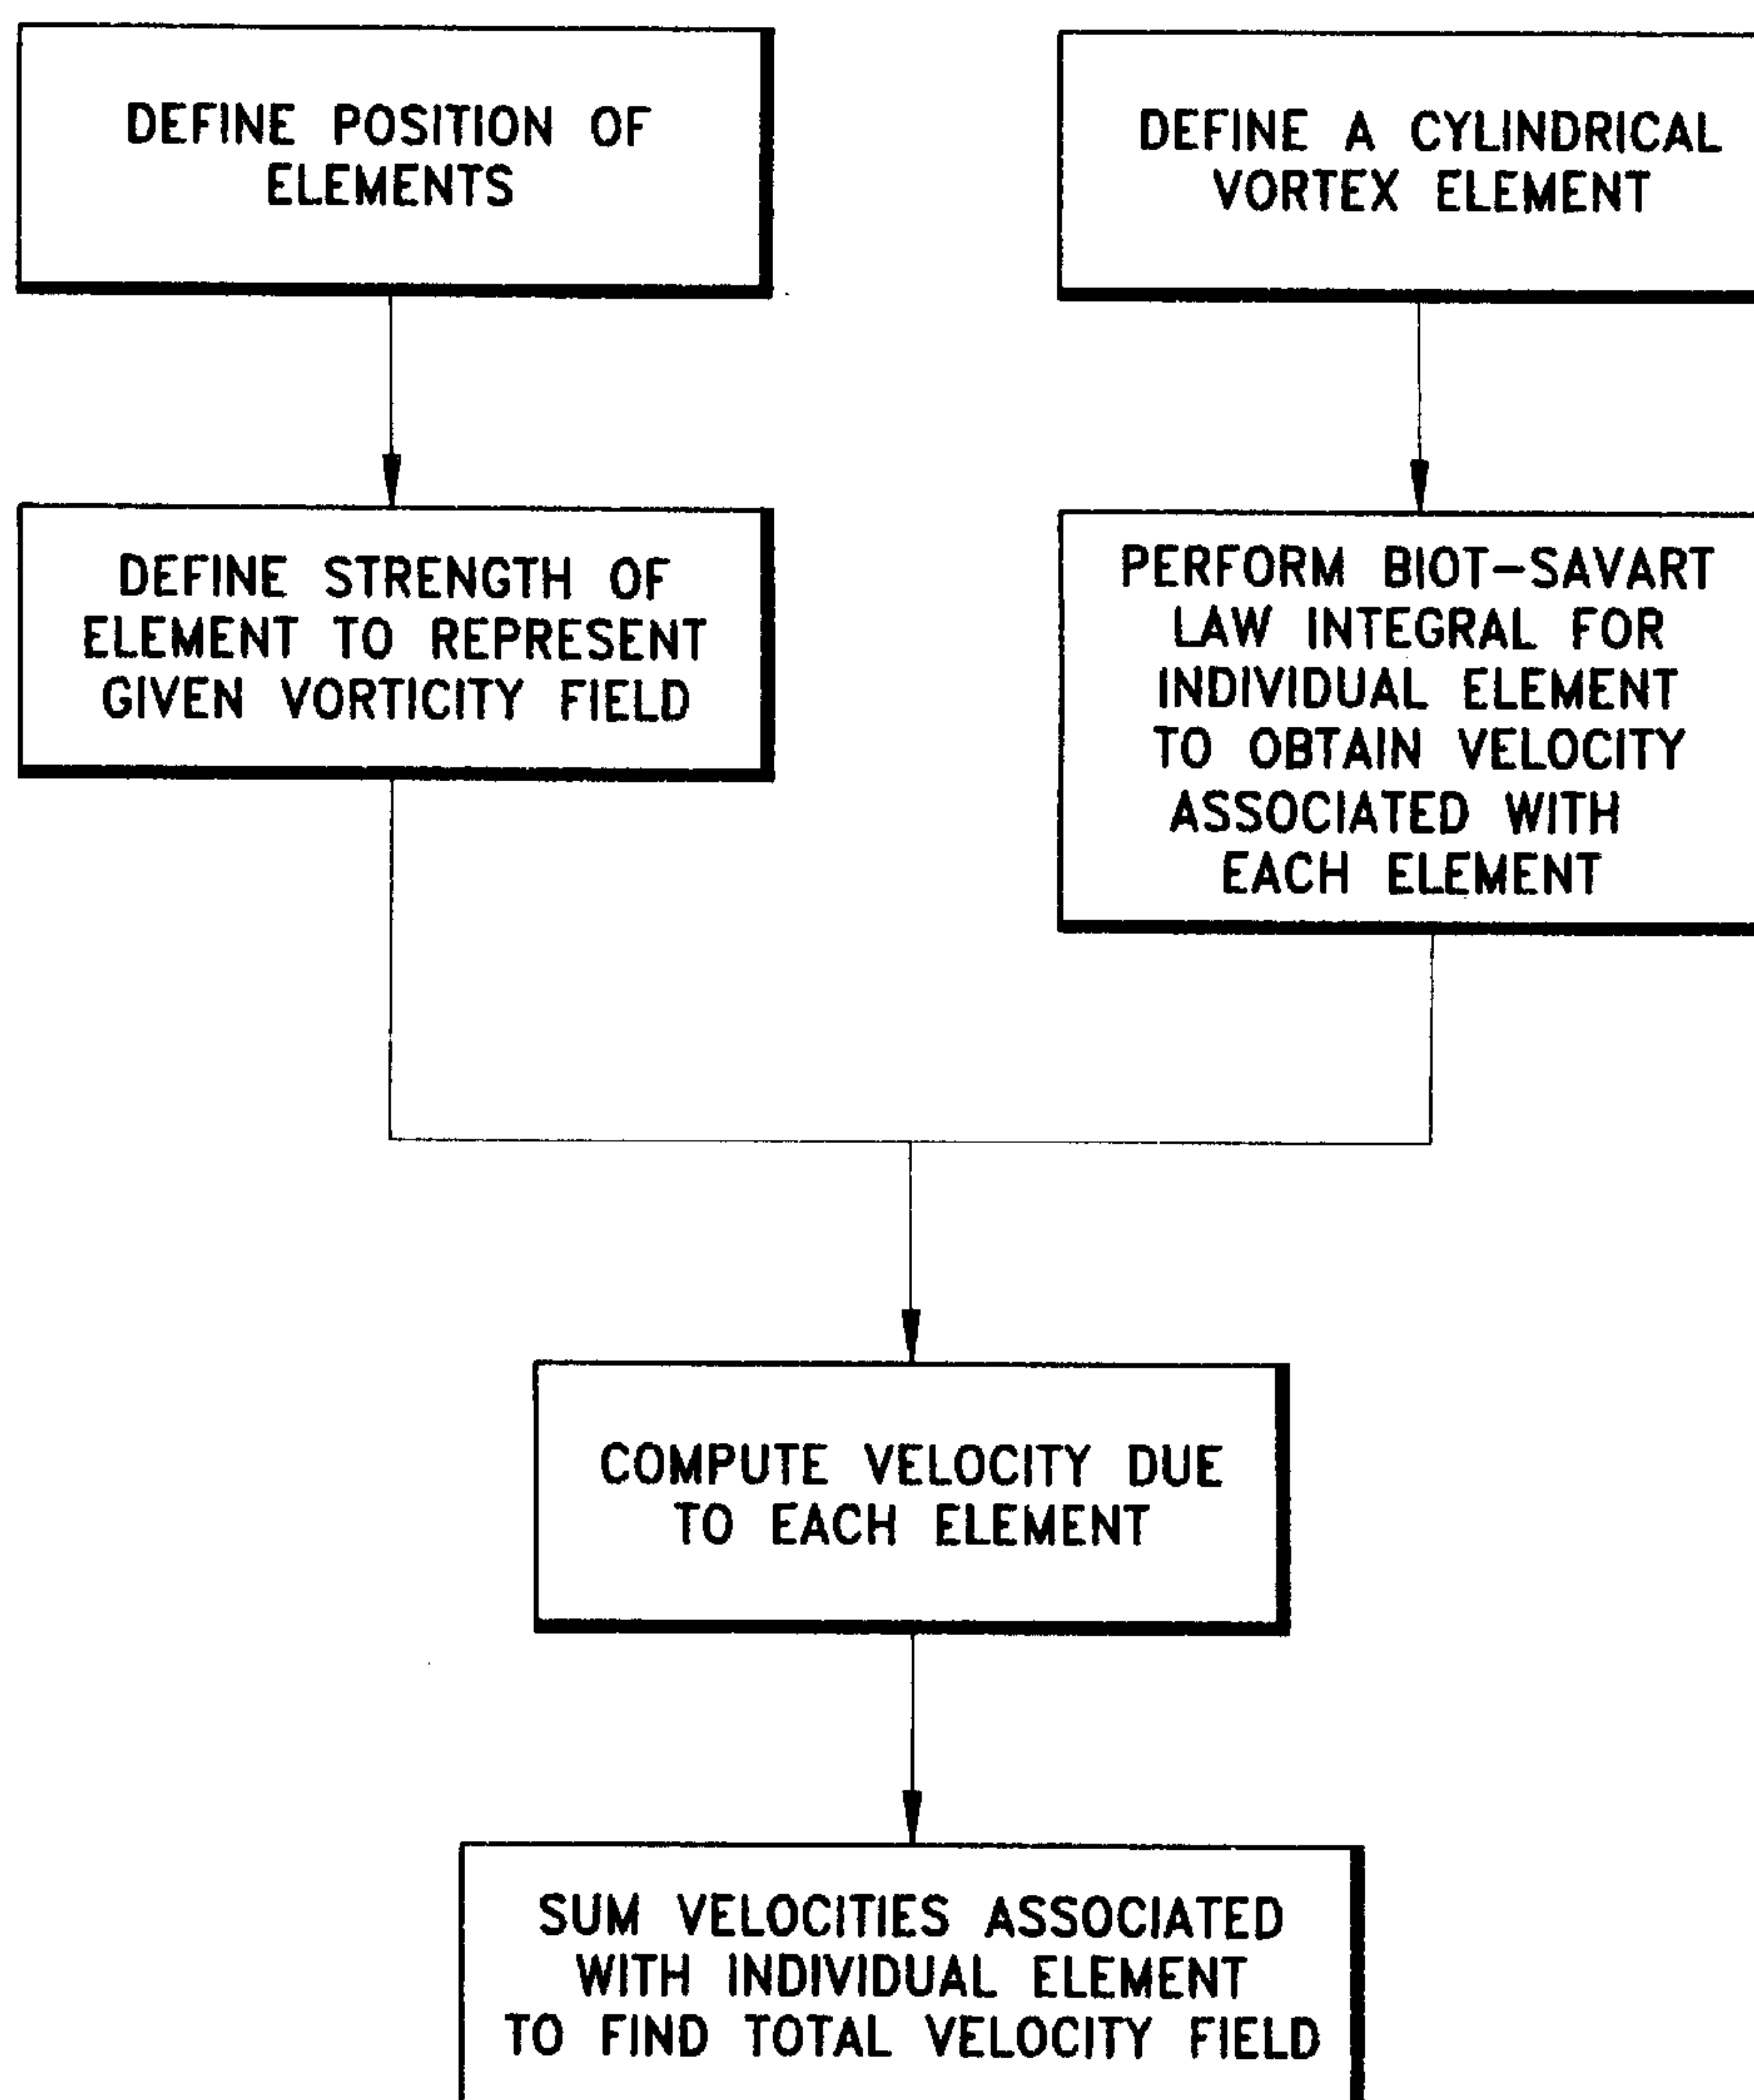 DEFINE POSITION OF
ELEMENTS
DEFINE A CYLINDRICAL
VORTEX ELEMENT
DEFINE STRENGTH OF
ELEMENT TO REPRESENT
GIVEN VORTICITY FIELD
PERFORM BIOT-SAVART
LAW INTEGRAL FOR
INDIVIDUAL ELEMENT
TO OBTAIN VELOCITY
ASSOCIATED WITH
EACH ELEMENT
COMPUTE VELOCITY DUE
TO EACH ELEMENT
SUM VELOCITIES ASSOCIATED
WITH INDIVIDUAL ELEMENT
TO FIND TOTAL VELOCITY FIELD